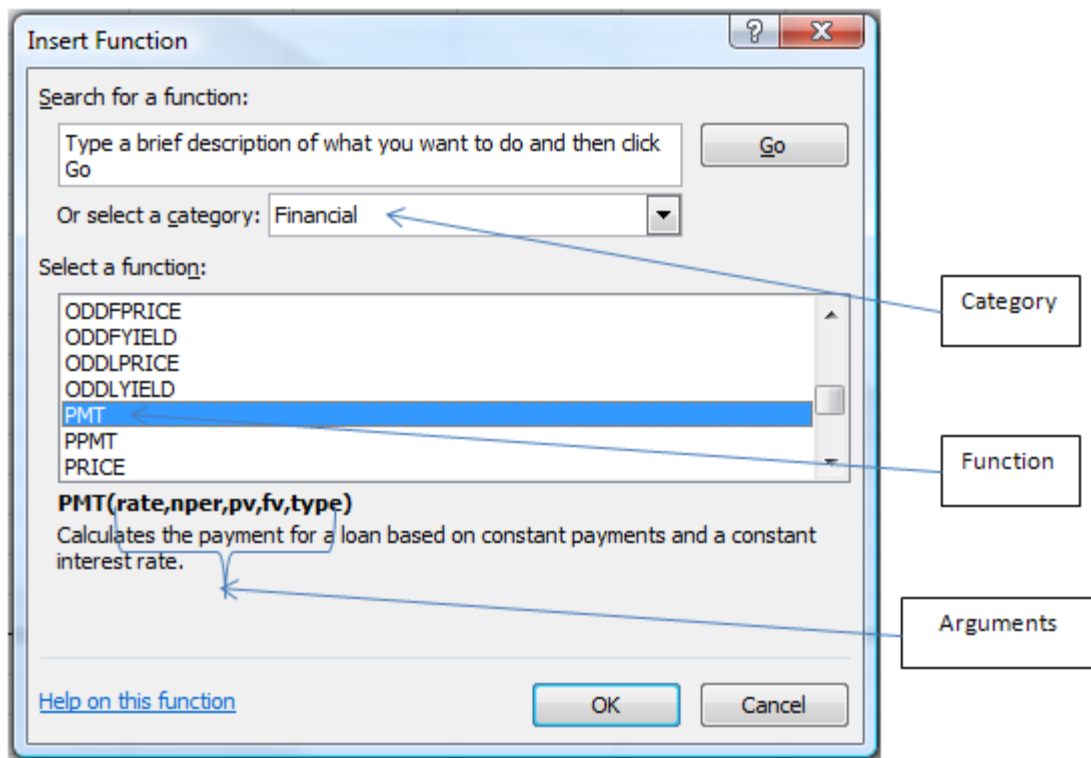 Insert Function
Search for a function:
Type a brief description of what you want to do and then click
Go
Go
Or select a category: Financial
Select a function:
ODDFPRICE
ODDFYIELD
ODDLPRICE
ODDLYIELD
PMT
PPMT
PRICE
PMT(rate,nper,pv,fv,type)
Calculates the payment for a loan based on constant payments and a constant
interest rate.
Help on this function
OK
Cancel
Category
Function
Arguments